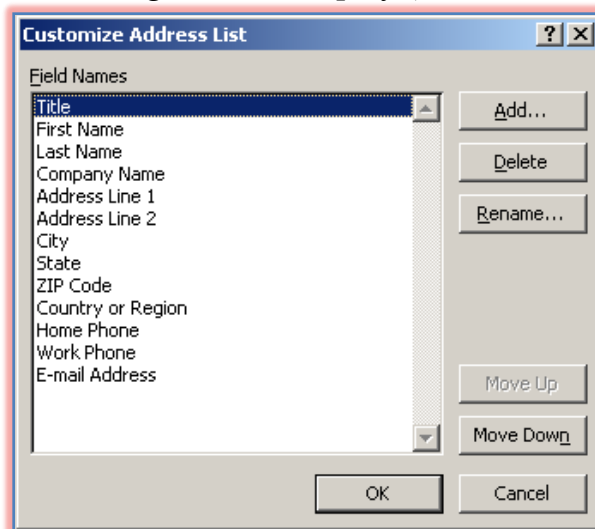 Customize Address List
Field Names
Title
First Name
Last Name
Company Name
Address Line 1
Address Line 2
City
State
ZIP Code
Country or Region
Home Phone
Work Phone
E-mail Address
Add...
Delete
Rename...
Move Up
Move Down
OK
Cancel